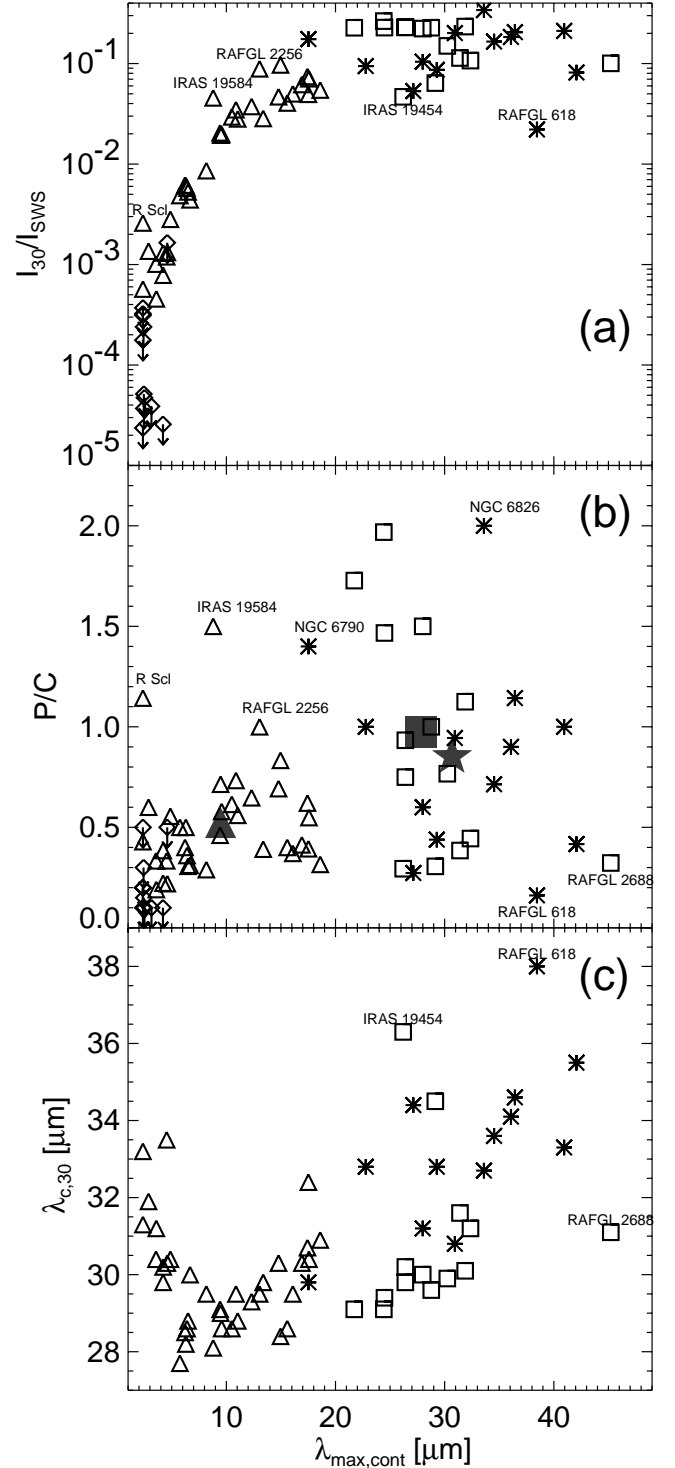 I30/ISWS
10-1
10-2
10-3
10-4
10-5
RAFGL 2256
IRAS 19584
IRAS 19454
RAFGL 618
R Scl
(a)
P/C
2.0
1.5
1.0
0.5
0.0
NGC 6826
(b)
IRAS 19584
NGC 6790
R Scl
RAFGL 2256
RAFGL 2688
RAFGL 618
λc,30 [μm]
38
36
34
32
30
28
RAFGL 618
(c)
IRAS 19454
RAFGL 2688
10
20
30
40
λmax,cont [μm]